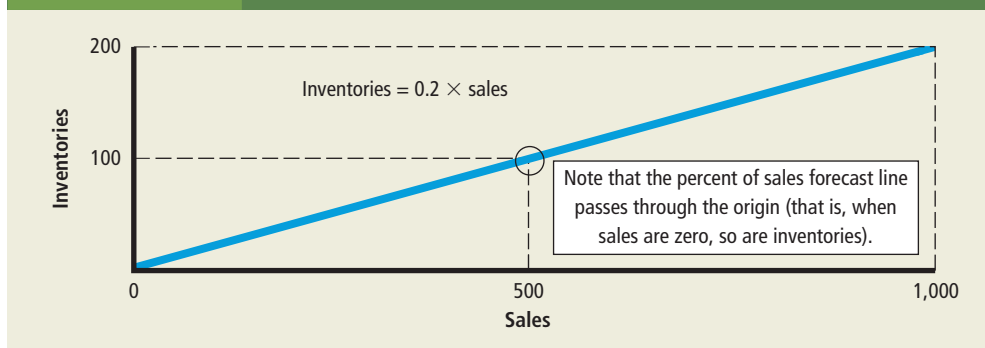 200
Inventories = 0.2 × sales
Inventories
100
Note that the percent of sales forecast line
passes through the origin (that is, when
sales are zero, so are inventories).
0
500
1,000
Sales